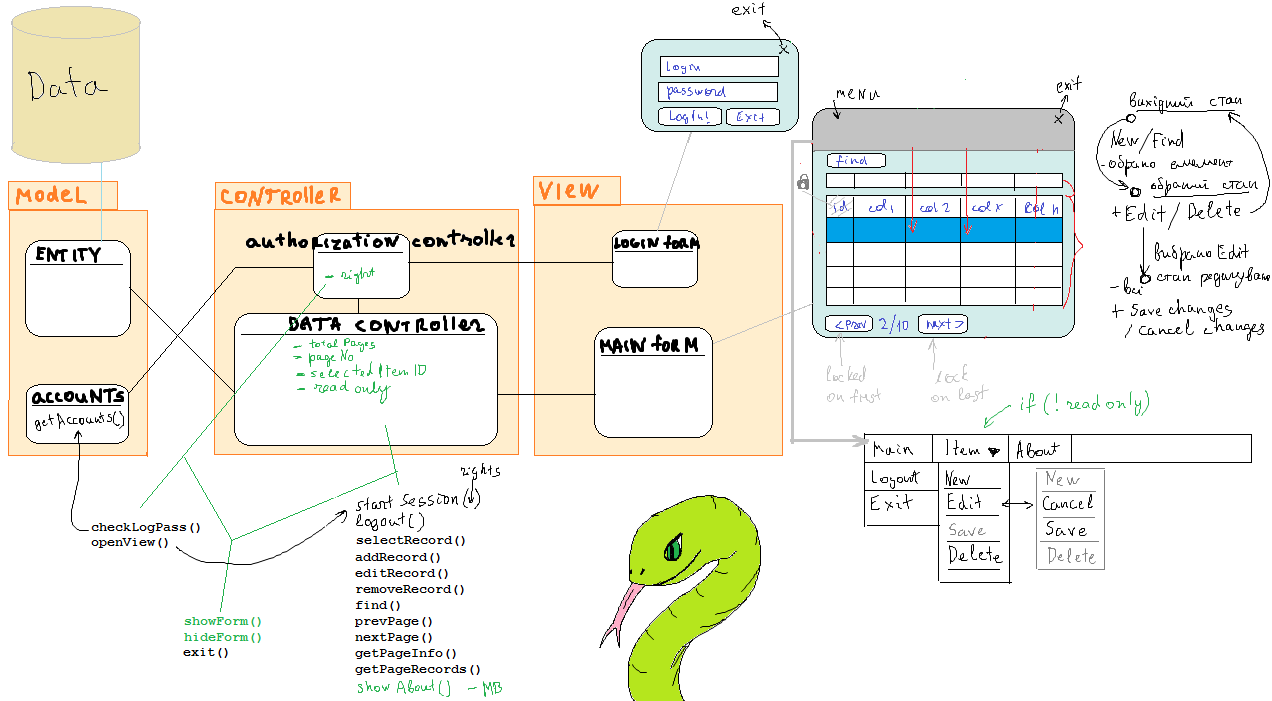 Data
MODEL
ENTITY
ACCOUNTS
getAccounts()
CONTROLLER
authorization controller
- right
DATA CONTROLLER
- total Pages
- page No
- selected Item ID
- read only
VIEW
LOGIN FORM
MAIN FORM
checkLogPass()
openView()
showForm()
hideForm()
exit()
rights
start Session( )
logout()
selectRecord()
addRecord()
editRecord()
removeRecord()
find()
prevPage()
nextPage()
getPageInfo()
getPageRecords()
show About() - MB
exit
x
login
password
LogIn!
Exit
menu
exit
x
find
id
col1
col 2
col x
col n
<prev
2/10
next>
locked
on first
lock
on last
вихідний стан
New/Find
- обрано елемент
обраний стан
+ Edit / Delete
вибрано Edit
стан редагування
- всі
+ Save changes
/ Cancel changes
if (! read only)
Main
Item
About
Logout
Exit
New
Edit
Save
Delete
New
Cancel
Save
Delete